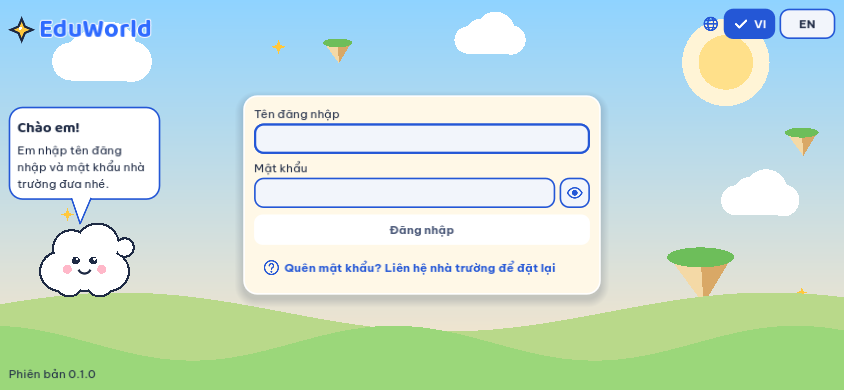 EduWorld
VI
EN
Chào em!
Em nhập tên đăng
nhập và mật khẩu nhà
trường đưa nhé.
Tên đăng nhập
Mật khẩu
Đăng nhập
Quên mật khẩu? Liên hệ nhà trường để đặt lại
Phiên bản 0.1.0